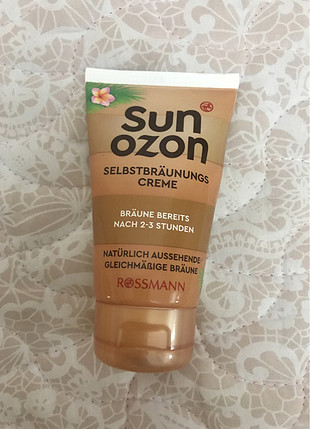 sun
ozon
SELBSTBRÄUNUNGS
CREME
BRÄUNE BEREITS
NACH 2-3 STUNDEN
NATÜRLICH AUSSEHENDE
GLEICHMÄßIGE BRÄUNE
ROSSMANN